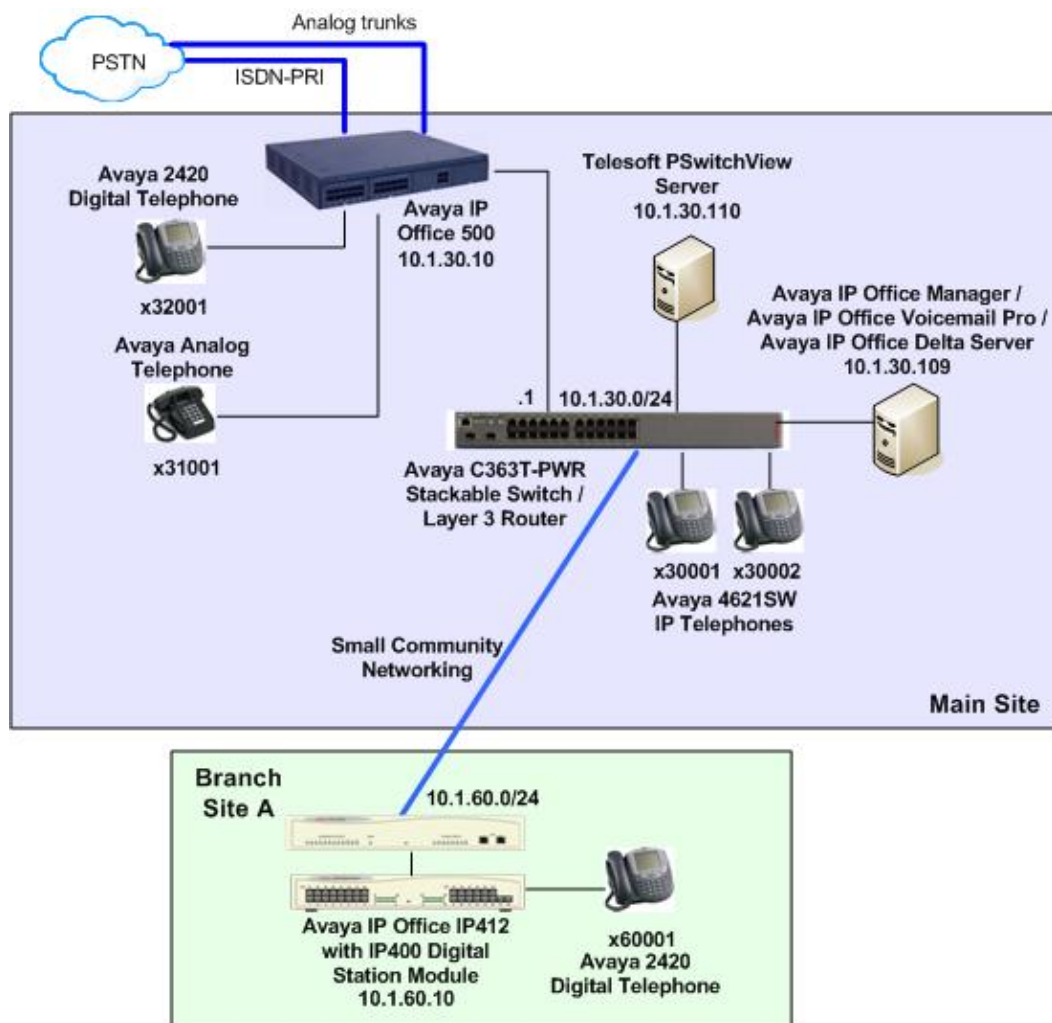 Analog trunks
PSTN
ISDN-PRI
Avaya 2420
Digital Telephone
x32001
Avaya Analog
Telephone
x31001
Avaya IP
Office 500
10.1.30.10
Telesoft PSwitchView
Server
10.1.30.110
Avaya IP Office Manager /
Avaya IP Office Voicemail Pro /
Avaya IP Office Delta Server
10.1.30.109
.1
10.1.30.0/24
Avaya C363T-PWR
Stackable Switch /
Layer 3 Router
x30001
x30002
Avaya 4621SW
IP Telephones
Small Community
Networking
Main Site
Branch
Site A
10.1.60.0/24
Avaya IP Office IP412
with IP400 Digital
Station Module
10.1.60.10
x60001
Avaya 2420
Digital Telephone